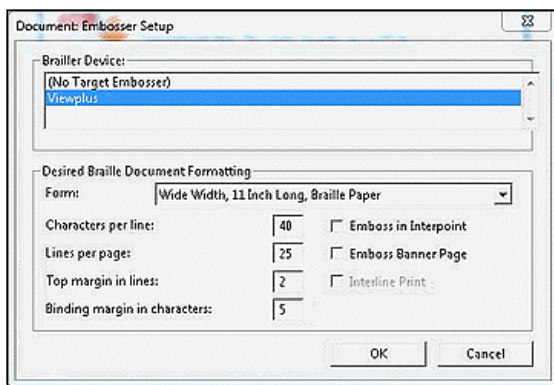 Document: Embosser Setup
Brailler Device:
(No Target Embosser)
Viewplus
Desired Braille Document Formatting
Form: Wide Width, 11 Inch Long, Braille Paper
Characters per line: 40 Emboss in Interpoint
Lines per page: 25 Emboss Banner Page
Top margin in lines: 2 Interline Print
Binding margin in characters: 5
OK Cancel